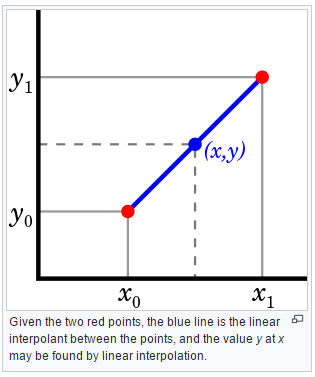 y₁
(x,y)
y₀
x₀
x₁
Given the two red points, the blue line is the linear
interpolant between the points, and the value y at x
may be found by linear interpolation.